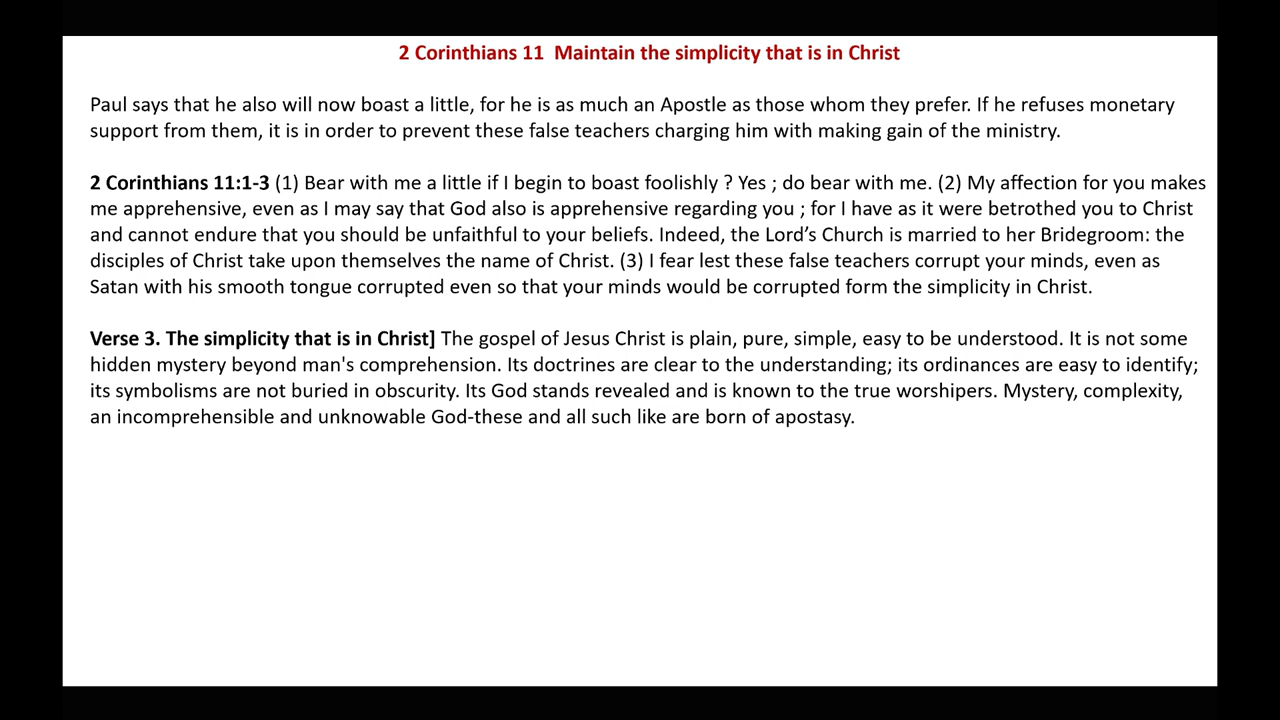 2 Corinthians 11  Maintain the simplicity that is in Christ
Paul says that he also will now boast a little, for he is as much an Apostle as those whom they prefer. If he refuses monetary
support from them, it is in order to prevent these false teachers charging him with making gain of the ministry.
2 Corinthians 11:1-3 (1) Bear with me a little if I begin to boast foolishly ? Yes ; do bear with me. (2) My affection for you makes
me apprehensive, even as I may say that God also is apprehensive regarding you ; for I have as it were betrothed you to Christ
and cannot endure that you should be unfaithful to your beliefs. Indeed, the Lord’s Church is married to her Bridegroom: the
disciples of Christ take upon themselves the name of Christ. (3) I fear lest these false teachers corrupt your minds, even as
Satan with his smooth tongue corrupted even so that your minds would be corrupted form the simplicity in Christ.
Verse 3. The simplicity that is in Christ] The gospel of Jesus Christ is plain, pure, simple, easy to be understood. It is not some
hidden mystery beyond man's comprehension. Its doctrines are clear to the understanding; its ordinances are easy to identify;
its symbolisms are not buried in obscurity. Its God stands revealed and is known to the true worshipers. Mystery, complexity,
an incomprehensible and unknowable God-these and all such like are born of apostasy.